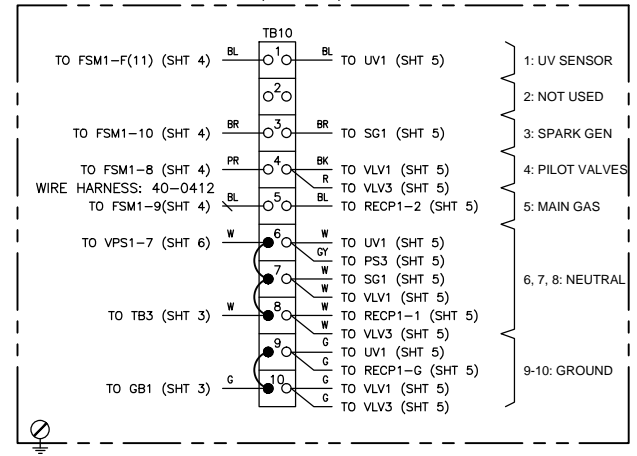 TB10
TO FSM1-F(11) (SHT 4) BL 1 BL TO UV1 (SHT 5) 1: UV SENSOR
2 2: NOT USED
TO FSM1-10 (SHT 4) BR 3 BR TO SG1 (SHT 5) 3: SPARK GEN
TO FSM1-8 (SHT 4) PR 4 BK TO VLV1 (SHT 5) 4: PILOT VALVES
R TO VLV3 (SHT 5)
WIRE HARNESS: 40-0412
TO FSM1-9(SHT 4) BL 5 BL TO RECP1-2 (SHT 5) 5: MAIN GAS
TO VPS1-7 (SHT 6) W 6 W TO UV1 (SHT 5)
GY TO PS3 (SHT 5)
7 W TO SG1 (SHT 5) 6, 7, 8: NEUTRAL
W TO VLV1 (SHT 5)
TO TB3 (SHT 3) W 8 W TO RECP1-1 (SHT 5)
W TO VLV3 (SHT 5)
9 G TO UV1 (SHT 5)
G TO RECP1-G (SHT 5) 9-10: GROUND
TO GB1 (SHT 3) G 10 G TO VLV1 (SHT 5)
G TO VLV3 (SHT 5)